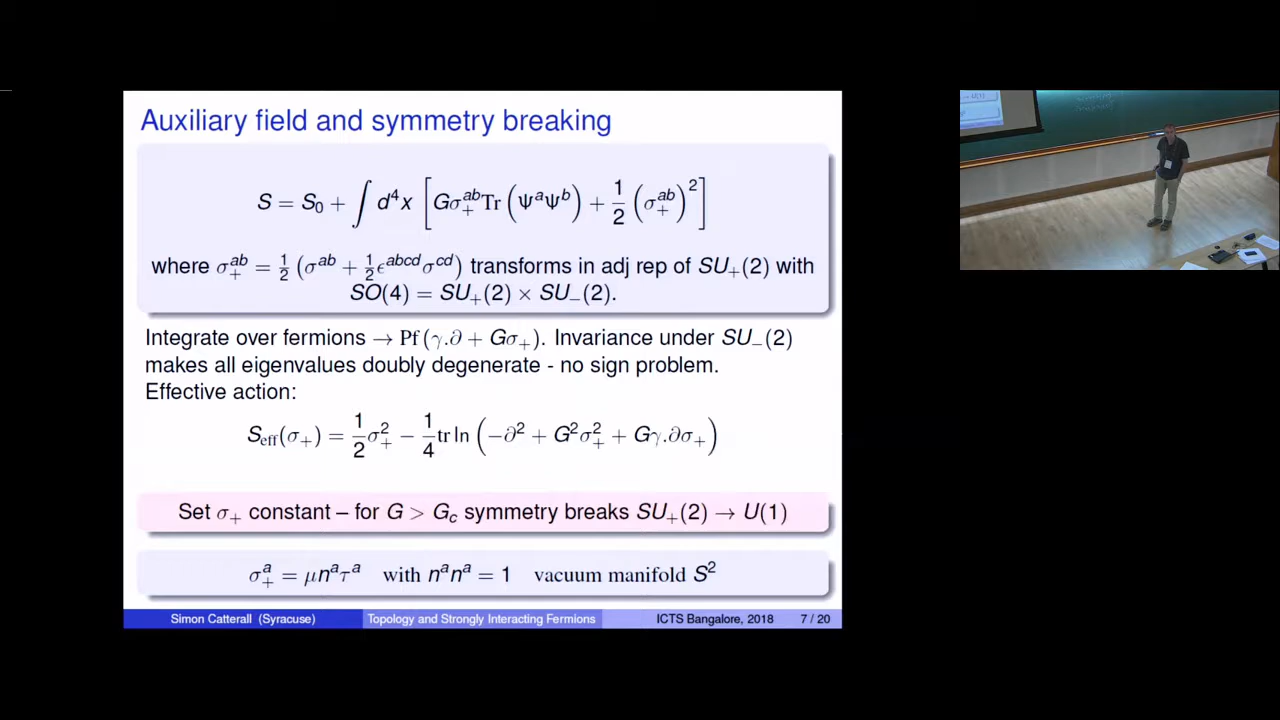 Auxiliary field and symmetry breaking
S = S₀ + ∫ d⁴x [Gσ₊ᵃᵇTr (ΨᵃΨᵇ) + 1/2 (σ₊ᵃᵇ)²]
where σ₊ᵃᵇ = ½ (σᵃᵇ + ½εᵃᵇᶜᵈσᶜᵈ) transforms in adj rep of SU₊(2) with
SO(4) = SU₊(2) × SU₋(2).
Integrate over fermions → Pf (γ.∂ + Gσ₊). Invariance under SU₋(2)
makes all eigenvalues doubly degenerate - no sign problem.
Effective action:
S_eff(σ₊) = 1/2 σ₊² − 1/4 tr ln (−∂² + G²σ₊² + Gγ.∂σ₊)
Set σ₊ constant – for G > G_c symmetry breaks SU₊(2) → U(1)
σ₊ᵃ = μnᵃτᵃ with nᵃnᵃ = 1 vacuum manifold S²
Simon Catterall (Syracuse) Topology and Strongly Interacting Fermions ICTS Bangalore, 2018 7 / 20